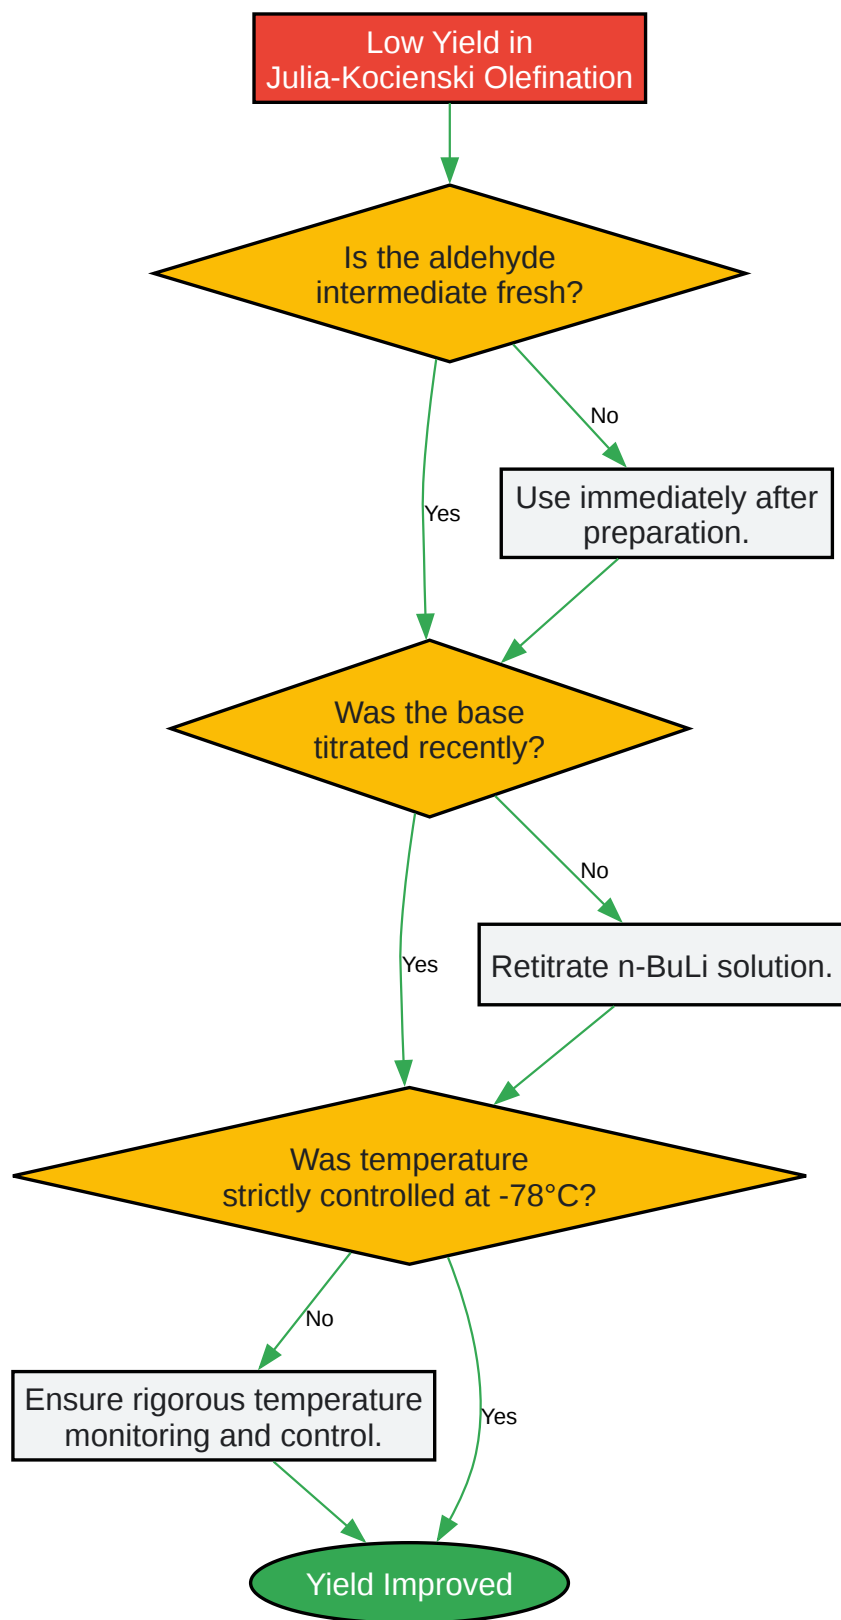 Low Yield in
Julia-Kocienski Olefination
Is the aldehyde
intermediate fresh?
No
Yes
Use immediately after
preparation.
Was the base
titrated recently?
No
Yes
Retitrate n-BuLi solution.
Was temperature
strictly controlled at -78°C?
No
Yes
Ensure rigorous temperature
monitoring and control.
Yield Improved